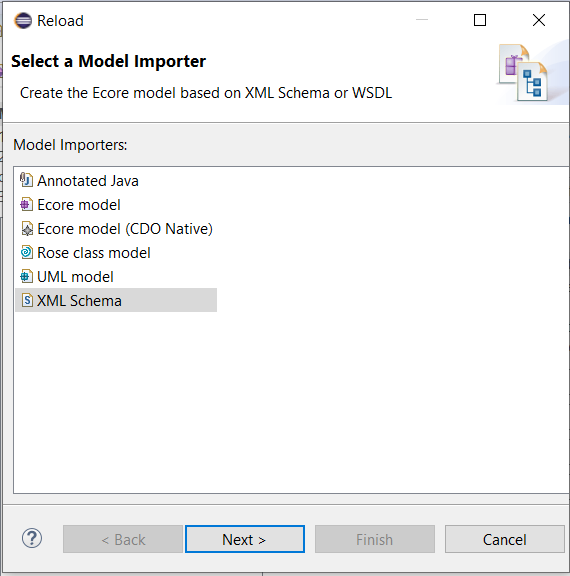 Reload
Select a Model Importer
Create the Ecore model based on XML Schema or WSDL
Model Importers:
Annotated Java
Ecore model
Ecore model (CDO Native)
Rose class model
UML model
XML Schema
< Back
Next >
Finish
Cancel